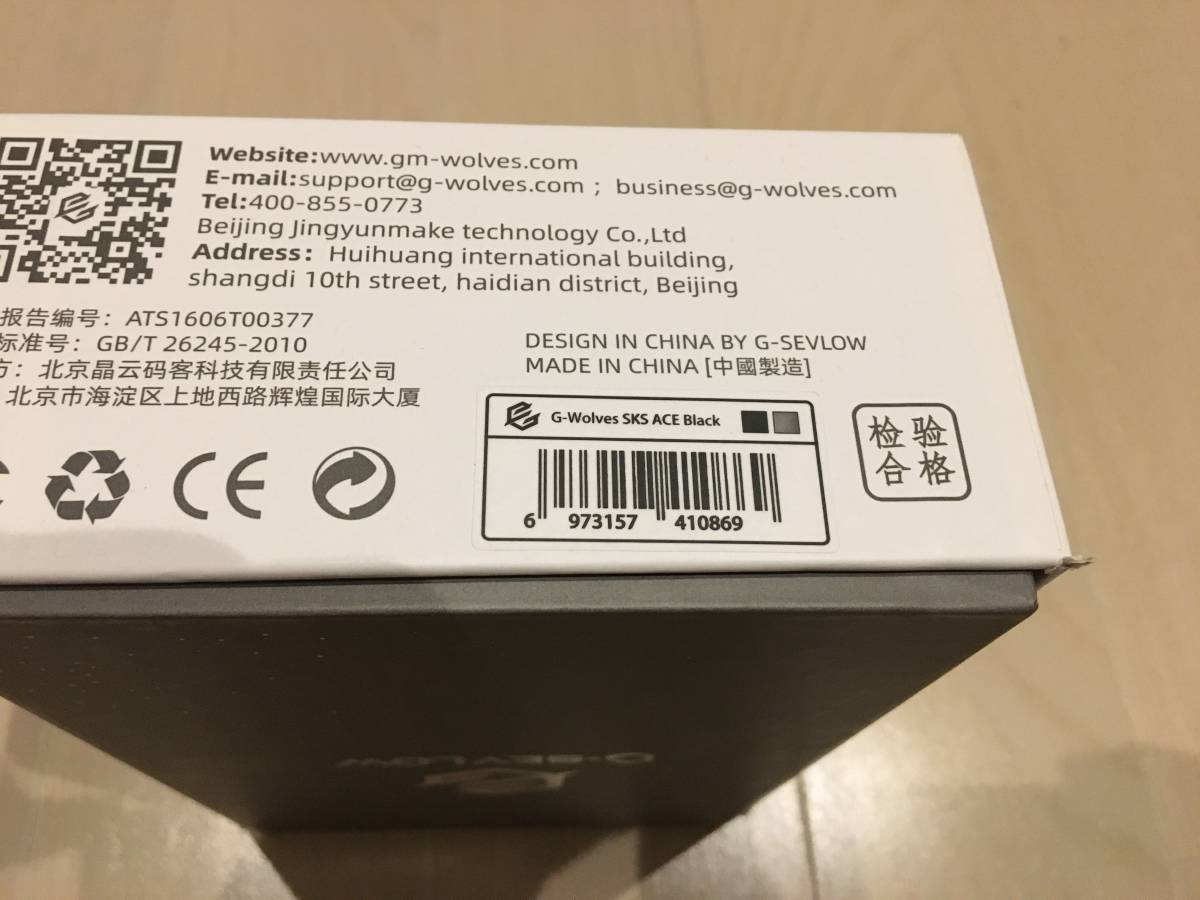 Website:www.gm-wolves.com
E-mail:support@g-wolves.com ; business@g-wolves.com
Tel:400-855-0773
Beijing Jingyunmake technology Co.,Ltd
Address: Huihuang international building,
shangdi 10th street, haidian district, Beijing
报告编号: ATS1606T00377
标准号: GB/T 26245-2010
方: 北京晶云码客科技有限责任公司
北京市海淀区上地西路辉煌国际大厦
DESIGN IN CHINA BY G-SEVLOW
MADE IN CHINA [中國製造]
G-Wolves SKS ACE Black
6 973157 410869
检验
合格
CE
G-SEVLOW